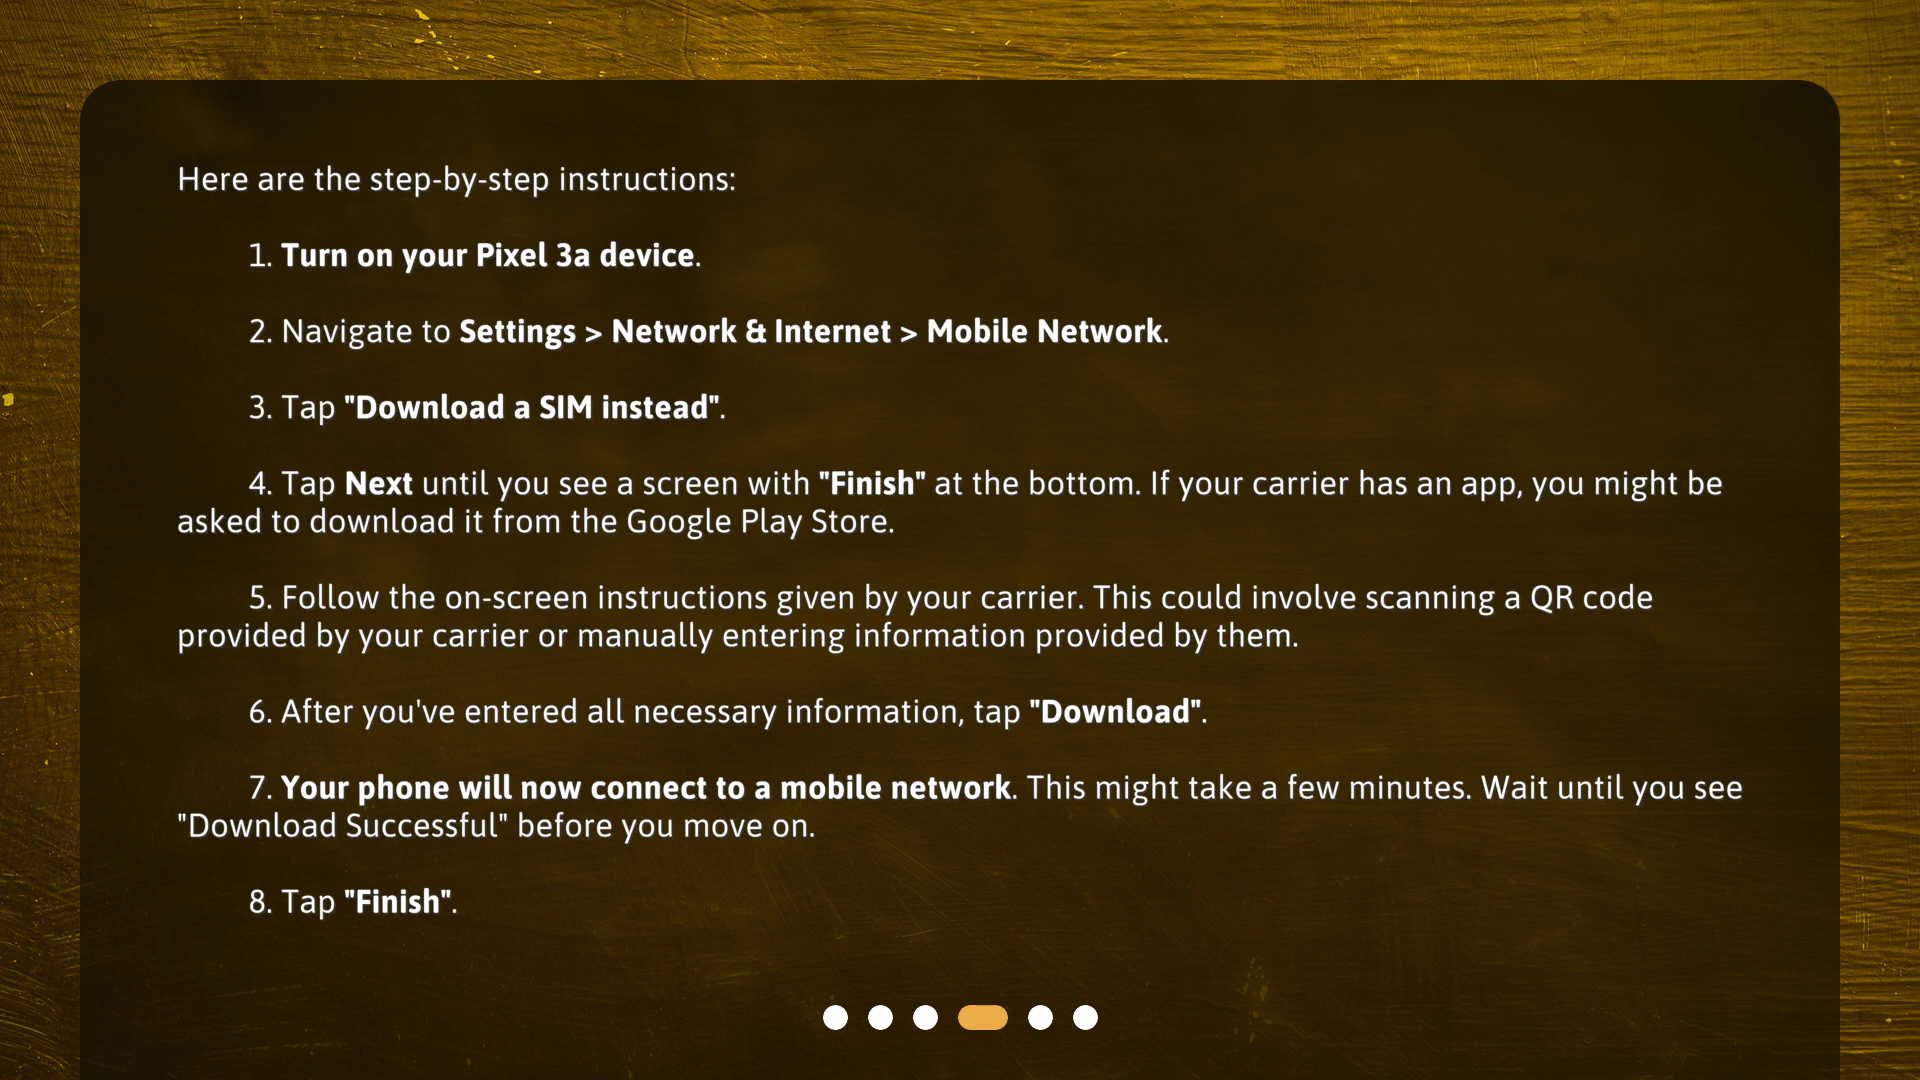 Here are the step-by-step instructions:
1. Turn on your Pixel 3a device.
2. Navigate to Settings > Network & Internet > Mobile Network.
3. Tap "Download a SIM instead".
4. Tap Next until you see a screen with "Finish" at the bottom. If your carrier has an app, you might be
asked to download it from the Google Play Store.
5. Follow the on-screen instructions given by your carrier. This could involve scanning a QR code
provided by your carrier or manually entering information provided by them.
6. After you've entered all necessary information, tap "Download".
7. Your phone will now connect to a mobile network. This might take a few minutes. Wait until you see
"Download Successful" before you move on.
8. Tap "Finish".